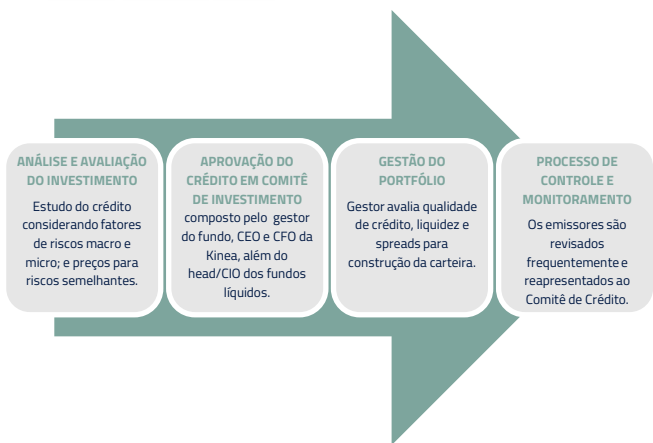 ANÁLISE E AVALIAÇÃO
DO INVESTIMENTO
Estudo do crédito
considerando fatores
de riscos macro e
micro; e preços para
riscos semelhantes.
APROVAÇÃO DO
CRÉDITO EM COMITÊ
DE INVESTIMENTO
composto pelo gestor
do fundo, CEO e CFO da
Kinea, além do
head/CIO dos fundos
líquidos.
GESTÃO DO
PORTFÓLIO
Gestor avalia qualidade
de crédito, liquidez e
spreads para
construção da carteira.
PROCESSO DE
CONTROLE E
MONITORAMENTO
Os emissores são
revisados
frequentemente e
reapresentados ao
Comitê de Crédito.